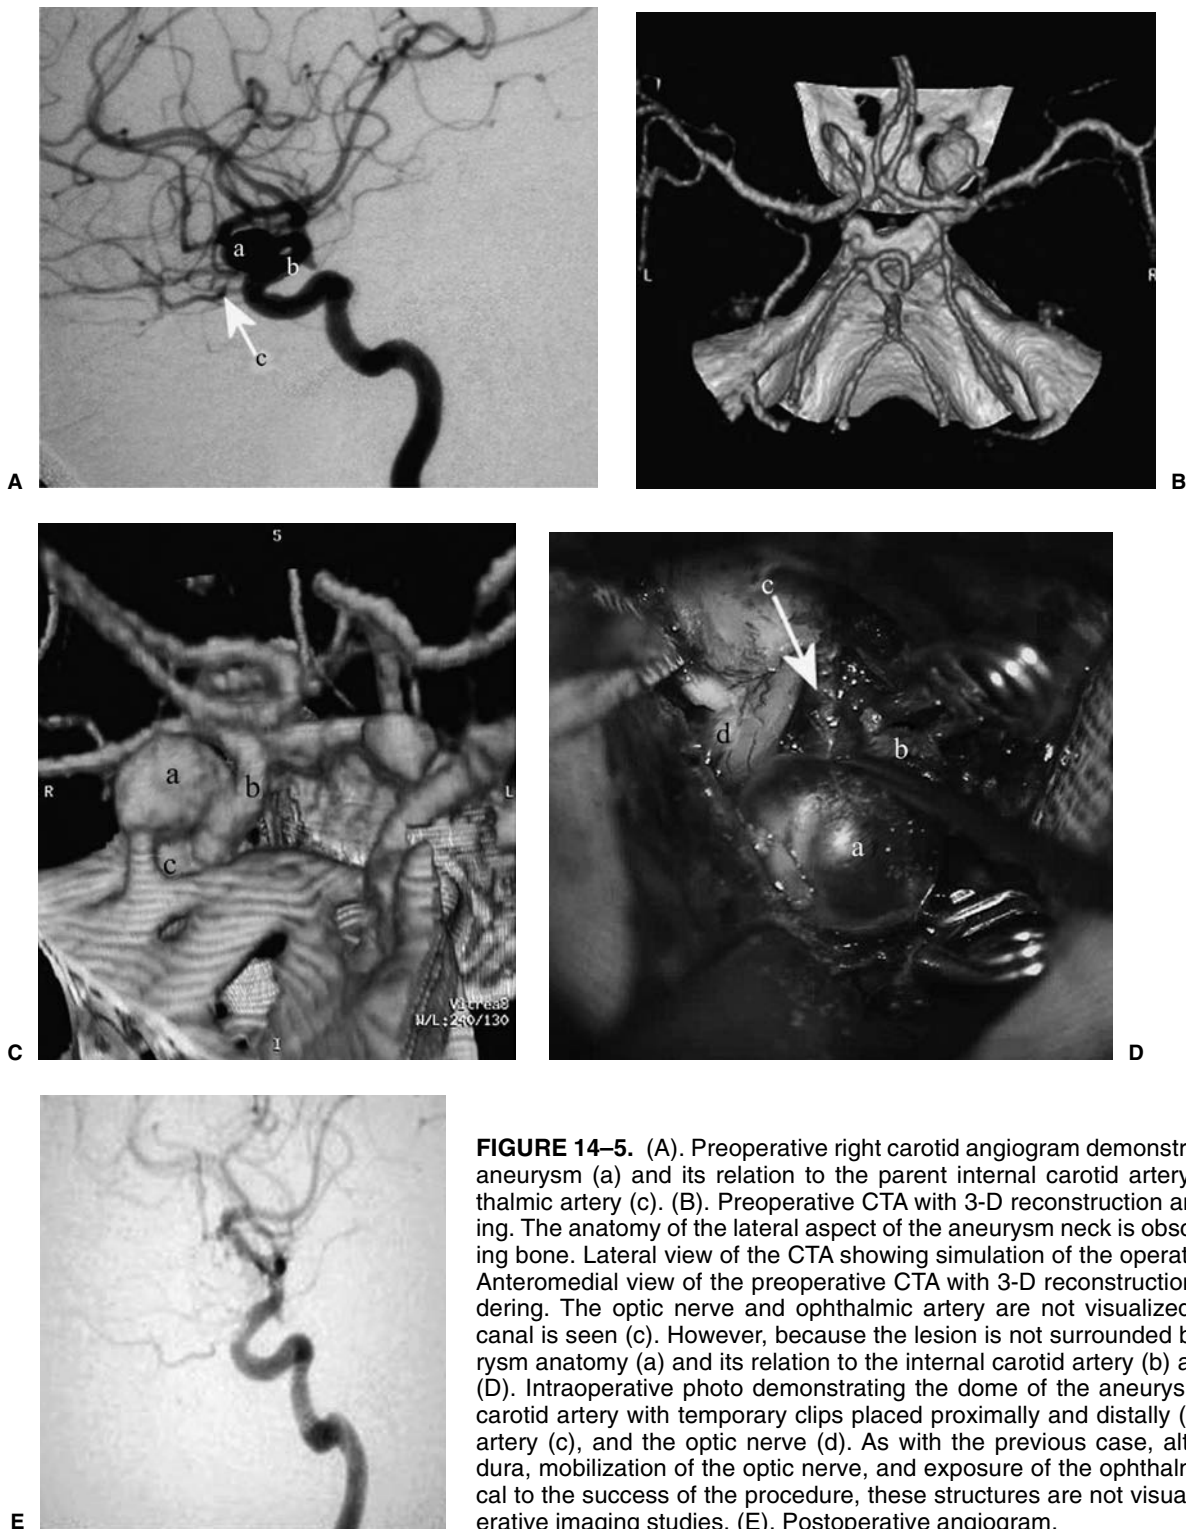 a
b
c
A
L
R
B
S
a
b
R
L
c
Vitrea®
W/L:240/130
I
C
c
d
b
a
D
E
FIGURE 14–5. (A). Preoperative right carotid angiogram demonstr
aneurysm (a) and its relation to the parent internal carotid artery
thalmic artery (c). (B). Preoperative CTA with 3-D reconstruction a
ing. The anatomy of the lateral aspect of the aneurysm neck is obsc
ing bone. Lateral view of the CTA showing simulation of the operat
Anteromedial view of the preoperative CTA with 3-D reconstruction
dering. The optic nerve and ophthalmic artery are not visualized
canal is seen (c). However, because the lesion is not surrounded b
rysm anatomy (a) and its relation to the internal carotid artery (b) a
(D). Intraoperative photo demonstrating the dome of the aneurys
carotid artery with temporary clips placed proximally and distally (
artery (c), and the optic nerve (d). As with the previous case, alt
dura, mobilization of the optic nerve, and exposure of the ophthalr
cal to the success of the procedure, these structures are not visua
erative imaging studies. (E). Postoperative angiogram.